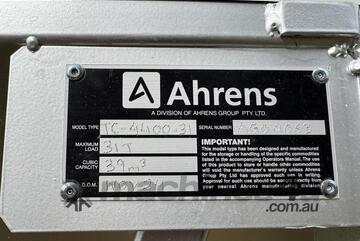 Ahrens
A DIVISION OF AHRENS GROUP PTY. LTD.
MODEL TYPE TC-4400-31 SERIAL NUMBER
MAXIMUM LOAD 31T
CUBIC CAPACITY 39m³
D.O.M.
IMPORTANT!
This model type has been designed and manufactured
for the storage or handling of the specific commodities
listed in the accompanying Operators Manual. The use
of this product to store or handle other commodities
will void the manufacturer's warranty unless Ahrens
Group Pty Ltd has approved such use in writing.
Approval for such use should be sought directly from
your nearest Ahrens manufacturing division
.com.au